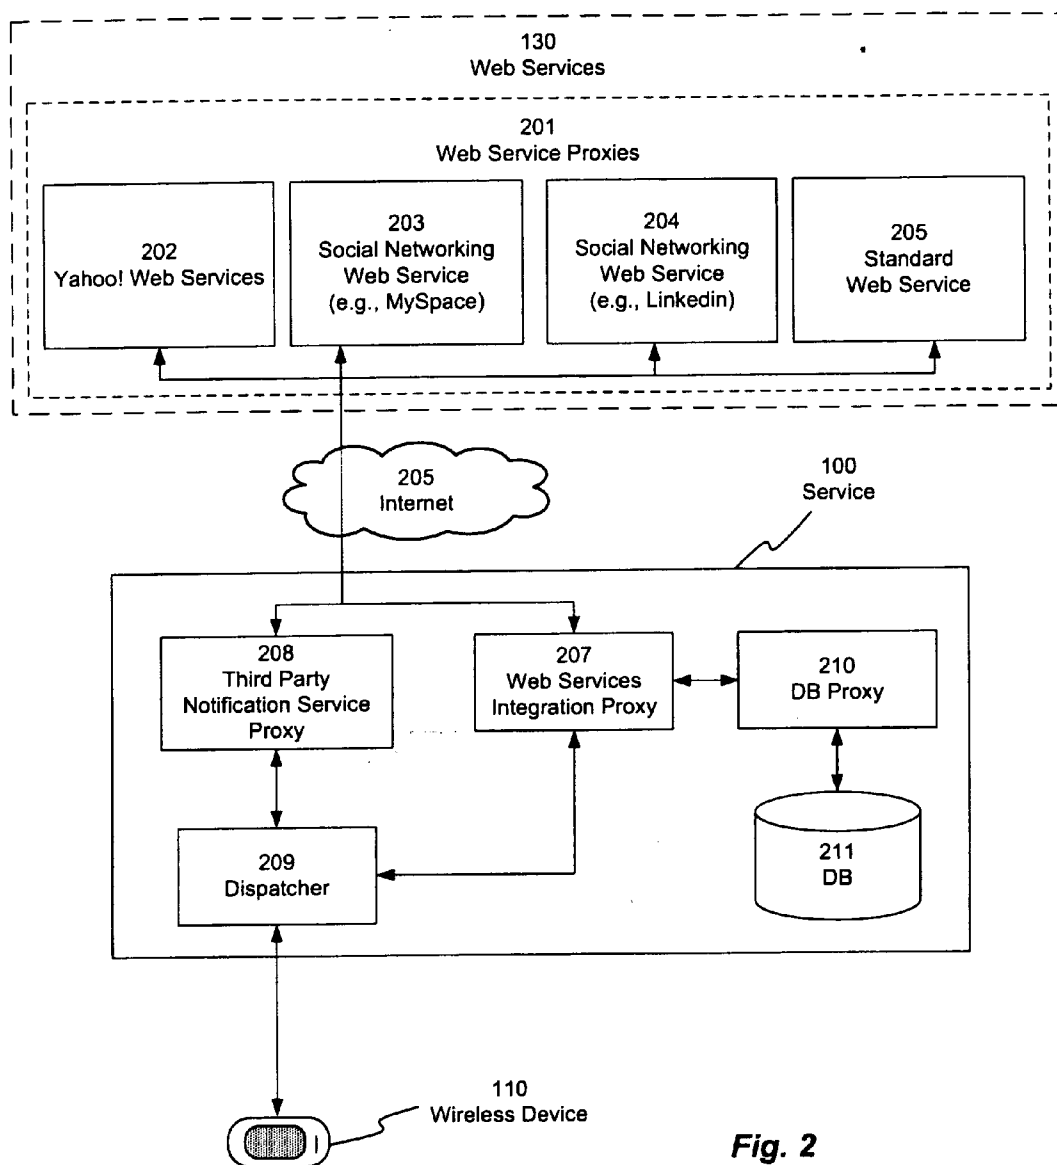 130
Web Services
201
Web Service Proxies
202
Yahoo! Web Services
203
Social Networking
Web Service
(e.g., MySpace)
204
Social Networking
Web Service
(e.g., Linkedin)
205
Standard
Web Service
205
Internet
100
Service
208
Third Party
Notification Service
Proxy
207
Web Services
Integration Proxy
210
DB Proxy
209
Dispatcher
211
DB
110
Wireless Device
Fig. 2